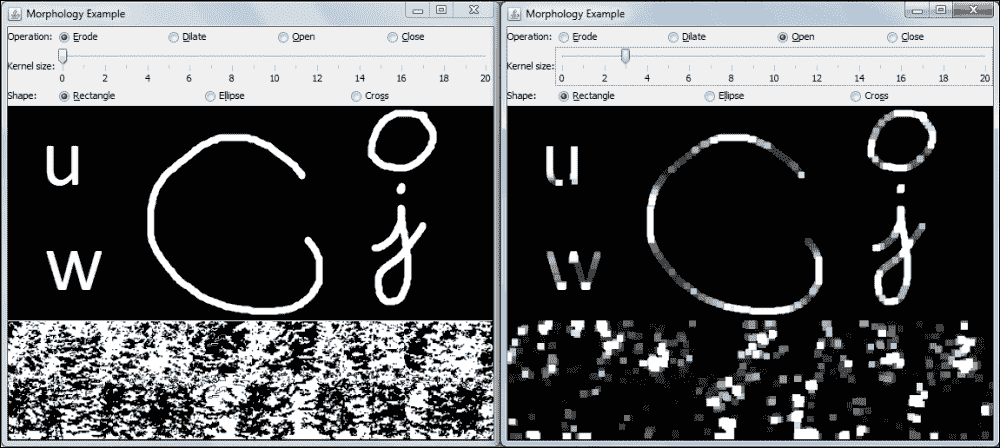 Morphology Example
Operation: Erode Dilate Open Close
Kernel size: 0 2 4 6 8 10 12 14 16 18 20
Shape: Rectangle Ellipse Cross
u
w
j
Morphology Example
Operation: Erode Dilate Open Close
Kernel size: 0 2 4 6 8 10 12 14 16 18 20
Shape: Rectangle Ellipse Cross
u
w
j